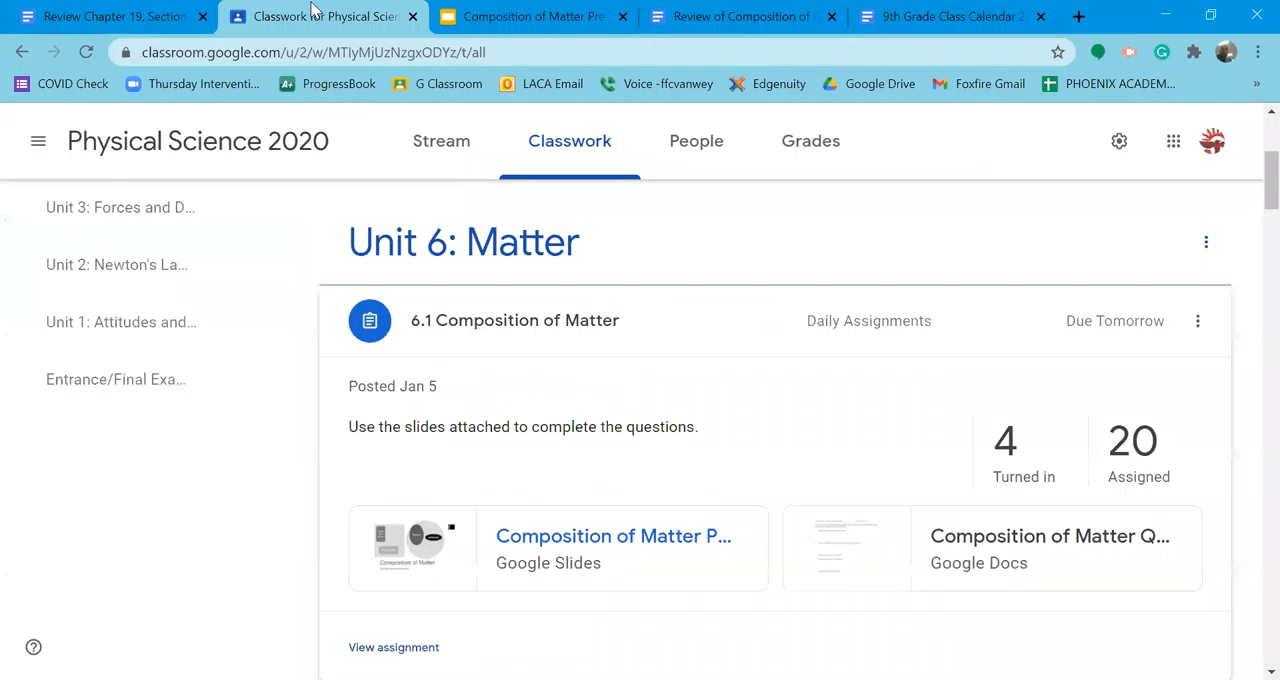 Review Chapter 19, Section
Classwork for Physical Scien
Composition of Matter Pre
Review of Composition of
9th Grade Class Calendar 2
classroom.google.com/u/2/w/MTIyMjUzNzgxODYz/t/all
COVID Check
Thursday Interventi...
ProgressBook
G Classroom
LACA Email
Voice -ffcvanwey
Edgenuity
Google Drive
Foxfire Gmail
PHOENIX ACADEM...
Physical Science 2020
Stream
Classwork
People
Grades
Unit 3: Forces and D...
Unit 2: Newton's La...
Unit 1: Attitudes and...
Entrance/Final Exa...
Unit 6: Matter
6.1 Composition of Matter
Daily Assignments
Due Tomorrow
Posted Jan 5
Use the slides attached to complete the questions.
4
Turned in
20
Assigned
Composition of Matter P...
Google Slides
Composition of Matter Q...
Google Docs
Composition of Matter
View assignment